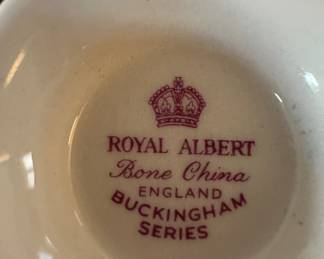 ROYAL ALBERT
Bone China
ENGLAND
BUCKINGHAM
SERIES